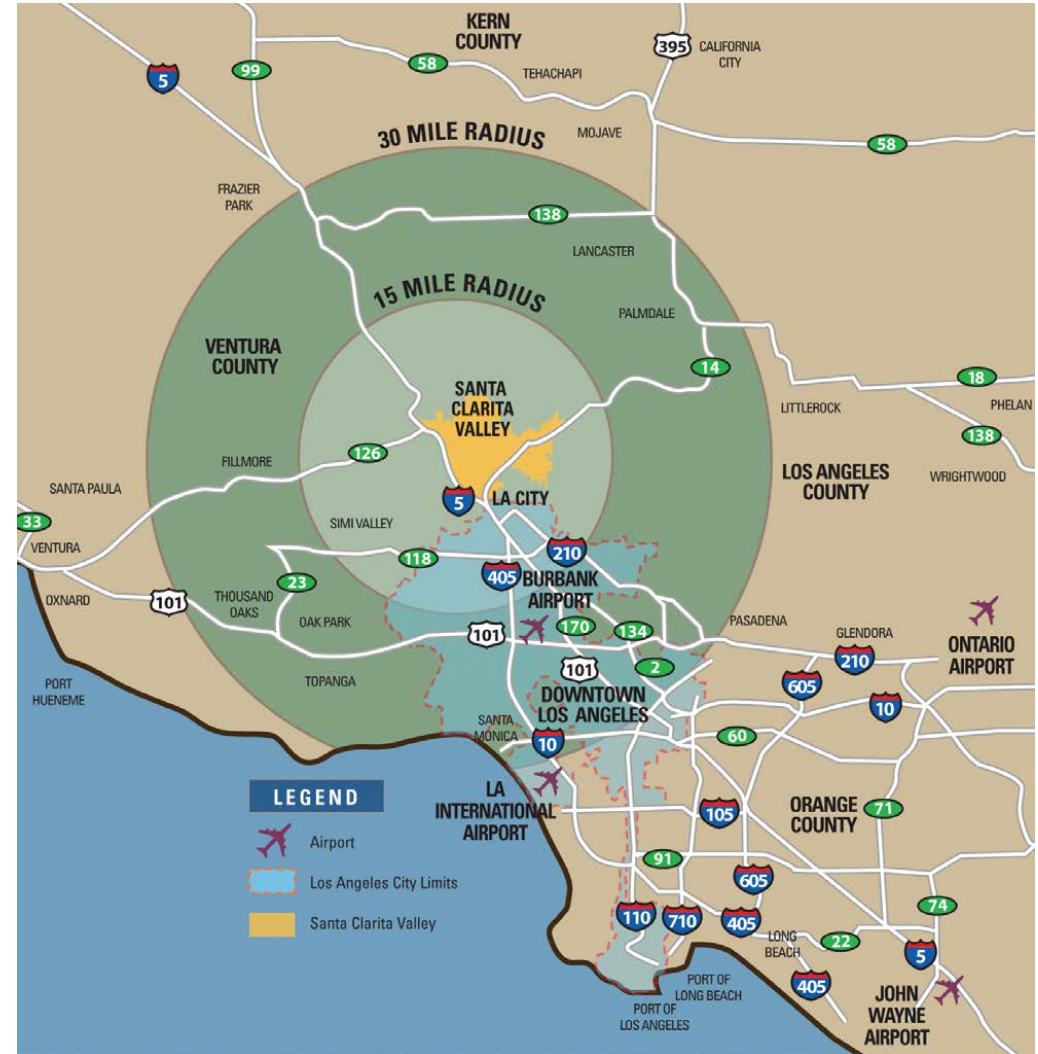 KERN
COUNTY
395
CALIFORNIA
CITY
5
99
58
TEHACHAPI
30 MILE RADIUS
MOJAVE
58
FRAZIER
PARK
138
LANCASTER
15 MILE RADIUS
PALMDALE
VENTURA
COUNTY
14
SANTA
CLARITA
VALLEY
18
LITTLEROCK
PHELAN
138
126
FILLMORE
LOS ANGELES
COUNTY
WRIGHTWOOD
SANTA PAULA
5
LA CITY
33
SIMI VALLEY
VENTURA
118
210
405
BURBANK
AIRPORT
23
OXNARD
101
THOUSAND
OAKS
OAK PARK
101
170
134
PASADENA
GLENDORA
210
ONTARIO
AIRPORT
101
2
605
PORT
HUENEME
TOPANGA
DOWNTOWN
LOS ANGELES
10
SANTA
MONICA
10
60
LEGEND
Airport
Los Angeles City Limits
Santa Clarita Valley
LA
INTERNATIONAL
AIRPORT
105
ORANGE
COUNTY
71
91
605
110
710
405
74
LONG
BEACH
22
5
405
PORT OF
LONG BEACH
PORT OF
LOS ANGELES
JOHN
WAYNE
AIRPORT